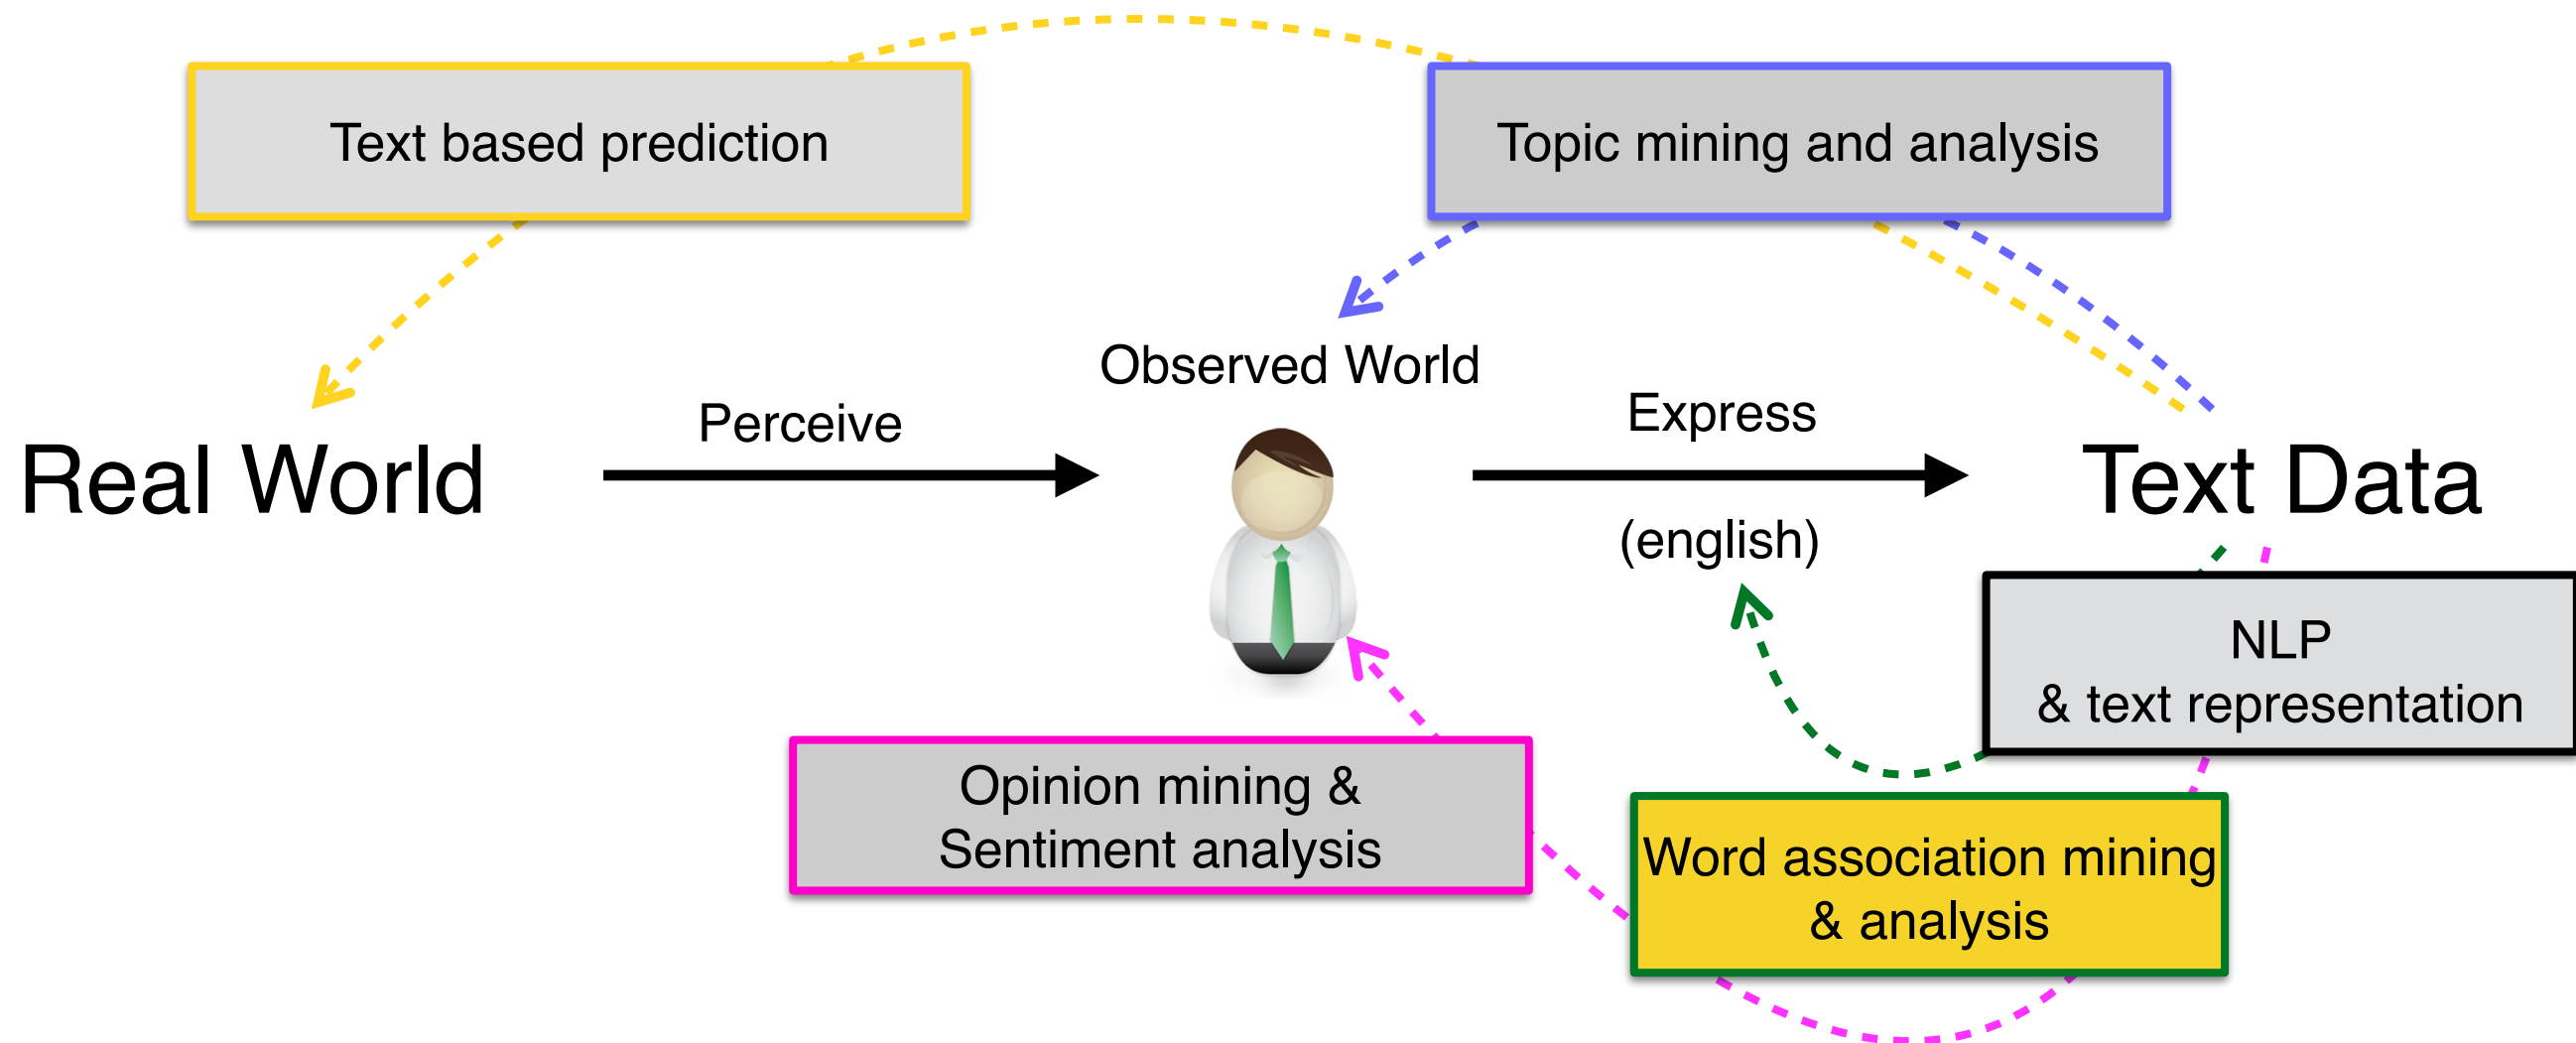 Text based prediction
Topic mining and analysis
Observed World
Perceive
Express
Real World
Text Data
(english)
NLP
& text representation
Opinion mining &
Sentiment analysis
Word association mining
& analysis